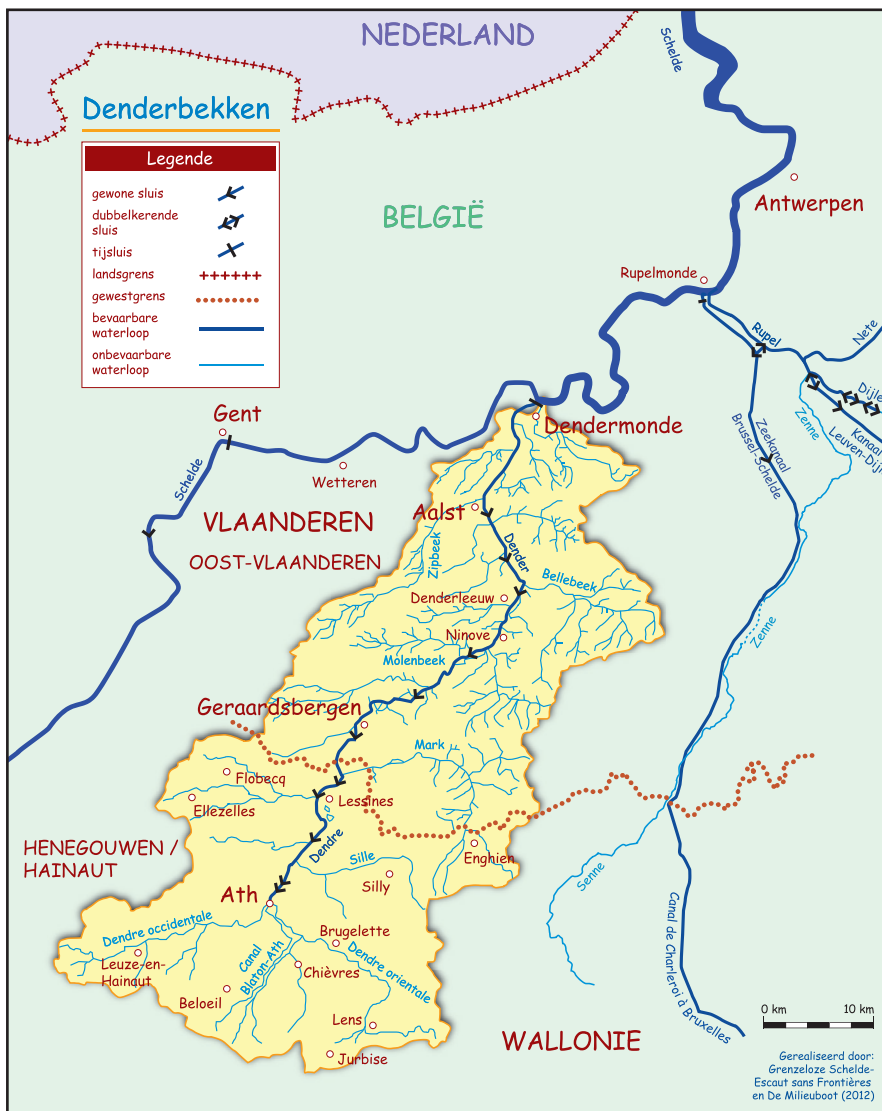 NEDERLAND
Schelde
Denderbekken
Legende
gewone sluis
dubbelkerende
sluis
tijsluis
landsgrens
gewestgrens
bevaarbare
waterloop
onbevaarbare
waterloop
BELGIË
Antwerpen
Rupelmonde
Rupel
Nete
Dijle
Zenne
Kanaal
Leuven-Dijl
Zeekanaal
Brussel-Schelde
Gent
Dendermonde
Schelde
Wetteren
VLAANDEREN
Aalst
OOST-VLAANDEREN
Zipbeek
Dender
Bellebeek
Denderleeuw
Ninove
Zenne
Molenbeek
Geraardsbergen
Mark
Flobecq
Ellezelles
Lessines
Dendre
HENEGOUWEN /
HAINAUT
Enghien
Sille
Silly
Senne
Ath
Dendre occidentale
Brugelette
Canal
Blaton-Ath
Dendre orientale
Leuze-en-
Hainaut
Chièvres
Beloeil
Canal de Charleroi à Bruxelles
Lens
Jurbise
WALLONIE
0 km
10 km
Gerealiseerd door:
Grenzeloze Schelde-
Escaut sans Frontières
en De Milieuboot (2012)